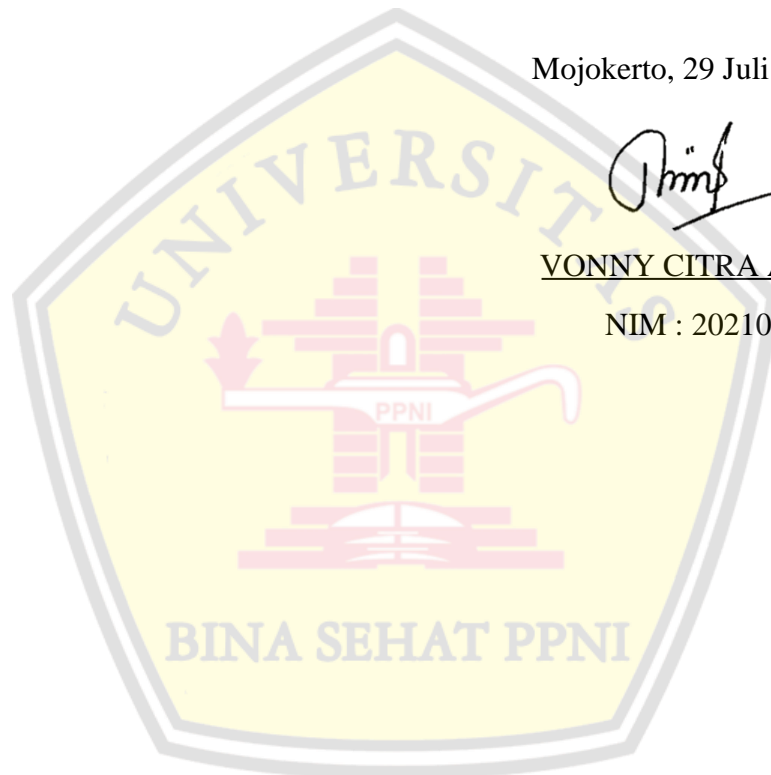 Mojokerto, 29 Juli
VONNY CITRA A
NIM : 20210
UNIVERSITAS
PPNI
BINA SEHAT PPNI